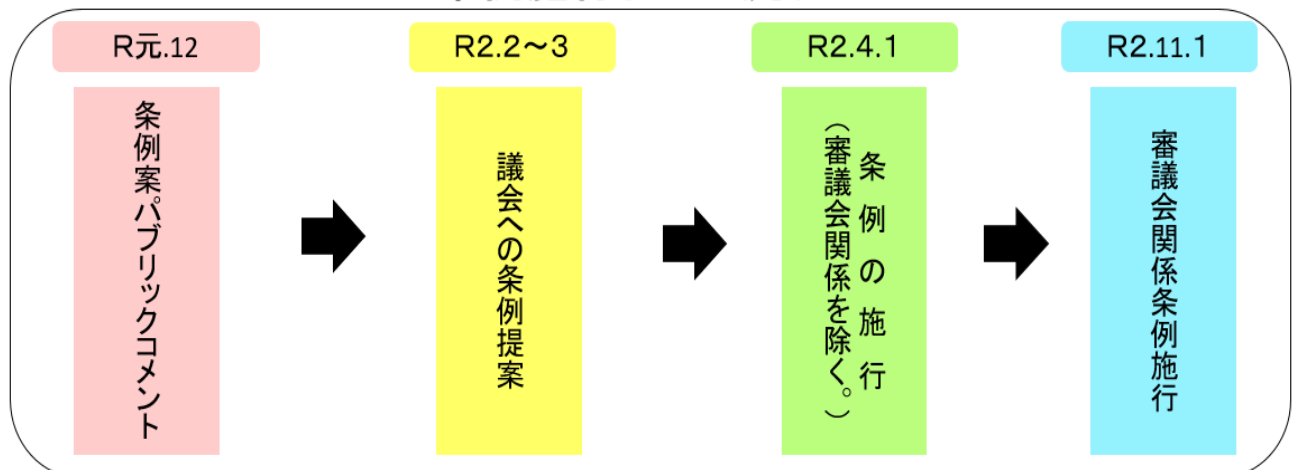 R元.12
条例案パブリックコメント
R2.2～3
議会への条例提案
R2.4.1
条例の施行
（審議会関係を除く。）
R2.11.1
審議会関係条例施行